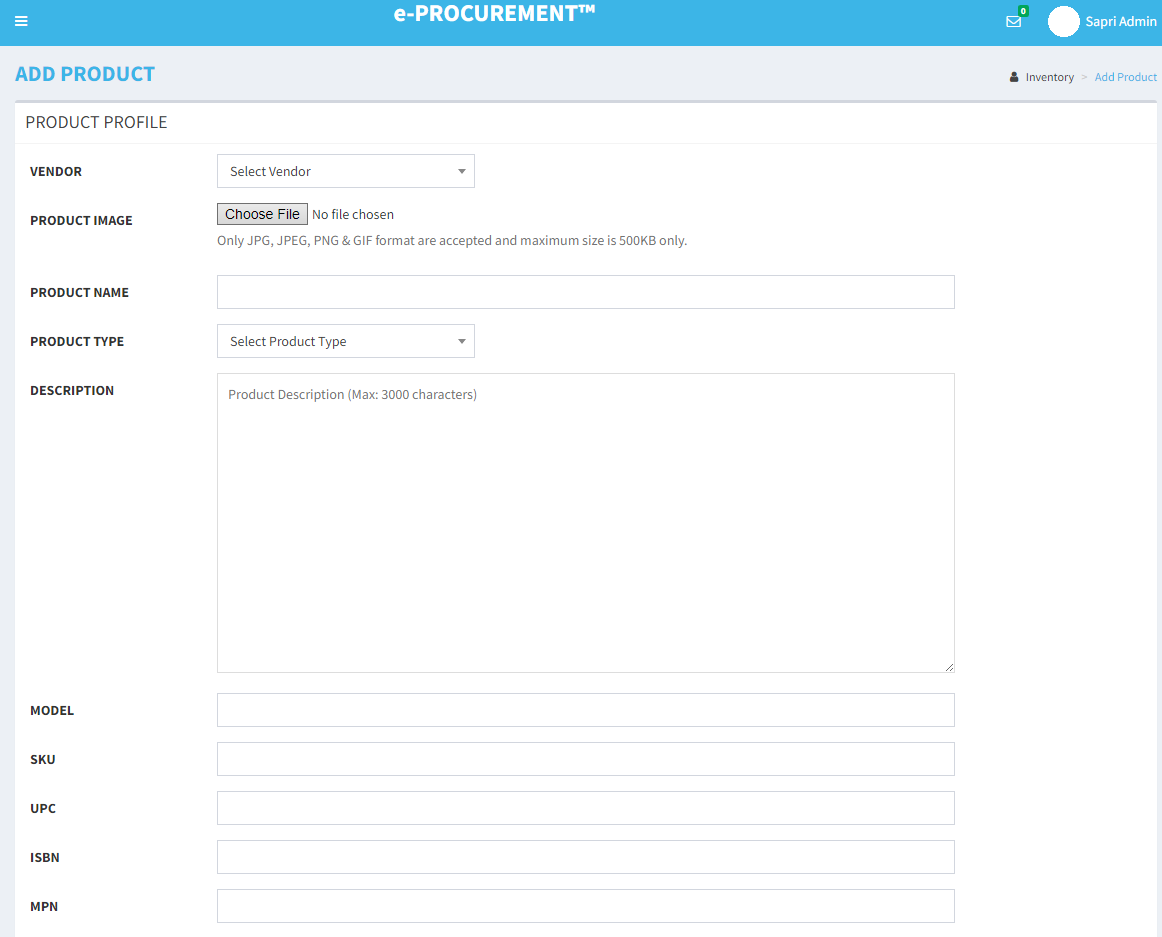 e-PROCUREMENT™
0
Sapri Admin
ADD PRODUCT
Inventory > Add Product
PRODUCT PROFILE
VENDOR
Select Vendor
PRODUCT IMAGE
Choose File No file chosen
Only JPG, JPEG, PNG & GIF format are accepted and maximum size is 500KB only.
PRODUCT NAME
PRODUCT TYPE
Select Product Type
DESCRIPTION
Product Description (Max: 3000 characters)
MODEL
SKU
UPC
ISBN
MPN